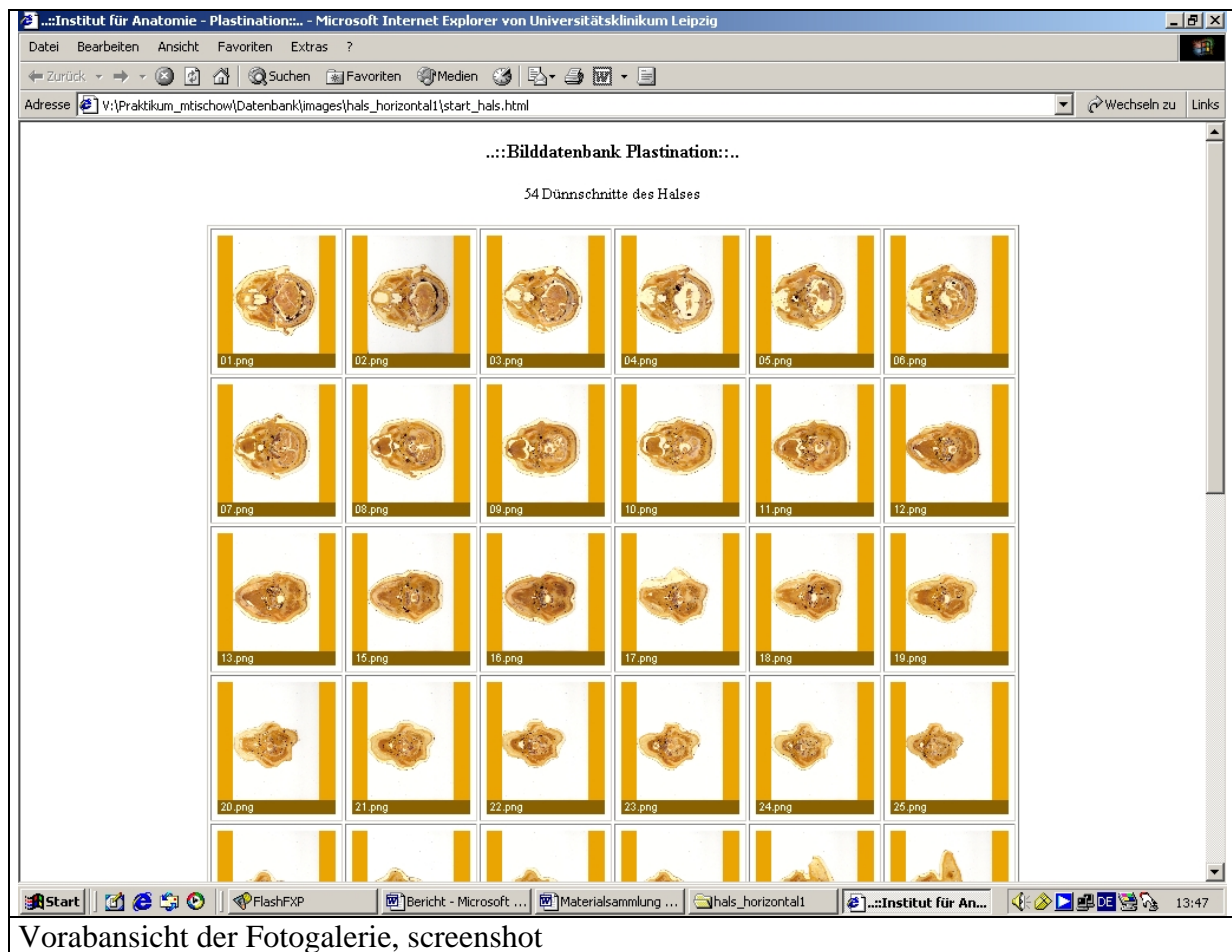 ..::Institut für Anatomie - Plastination::.. - Microsoft Internet Explorer von Universitätsklinikum Leipzig
Datei Bearbeiten Ansicht Favoriten Extras ?
Zurück Suchen Favoriten Medien
Adresse V:\Praktikum_mtischow\Datenbank\images\hals_horizontal1\start_hals.html Wechseln zu Links
..::Bilddatenbank Plastination::..
54 Dünnschnitte des Halses
01.png 02.png 03.png 04.png 05.png 06.png
07.png 08.png 09.png 10.png 11.png 12.png
13.png 15.png 16.png 17.png 18.png 19.png
20.png 21.png 22.png 23.png 24.png 25.png
Start FlashFXP Bericht - Microsoft ... Materialsammlung ... hals_horizontal1 ..::Institut für An... DE 13:47
Vorabansicht der Fotogalerie, screenshot